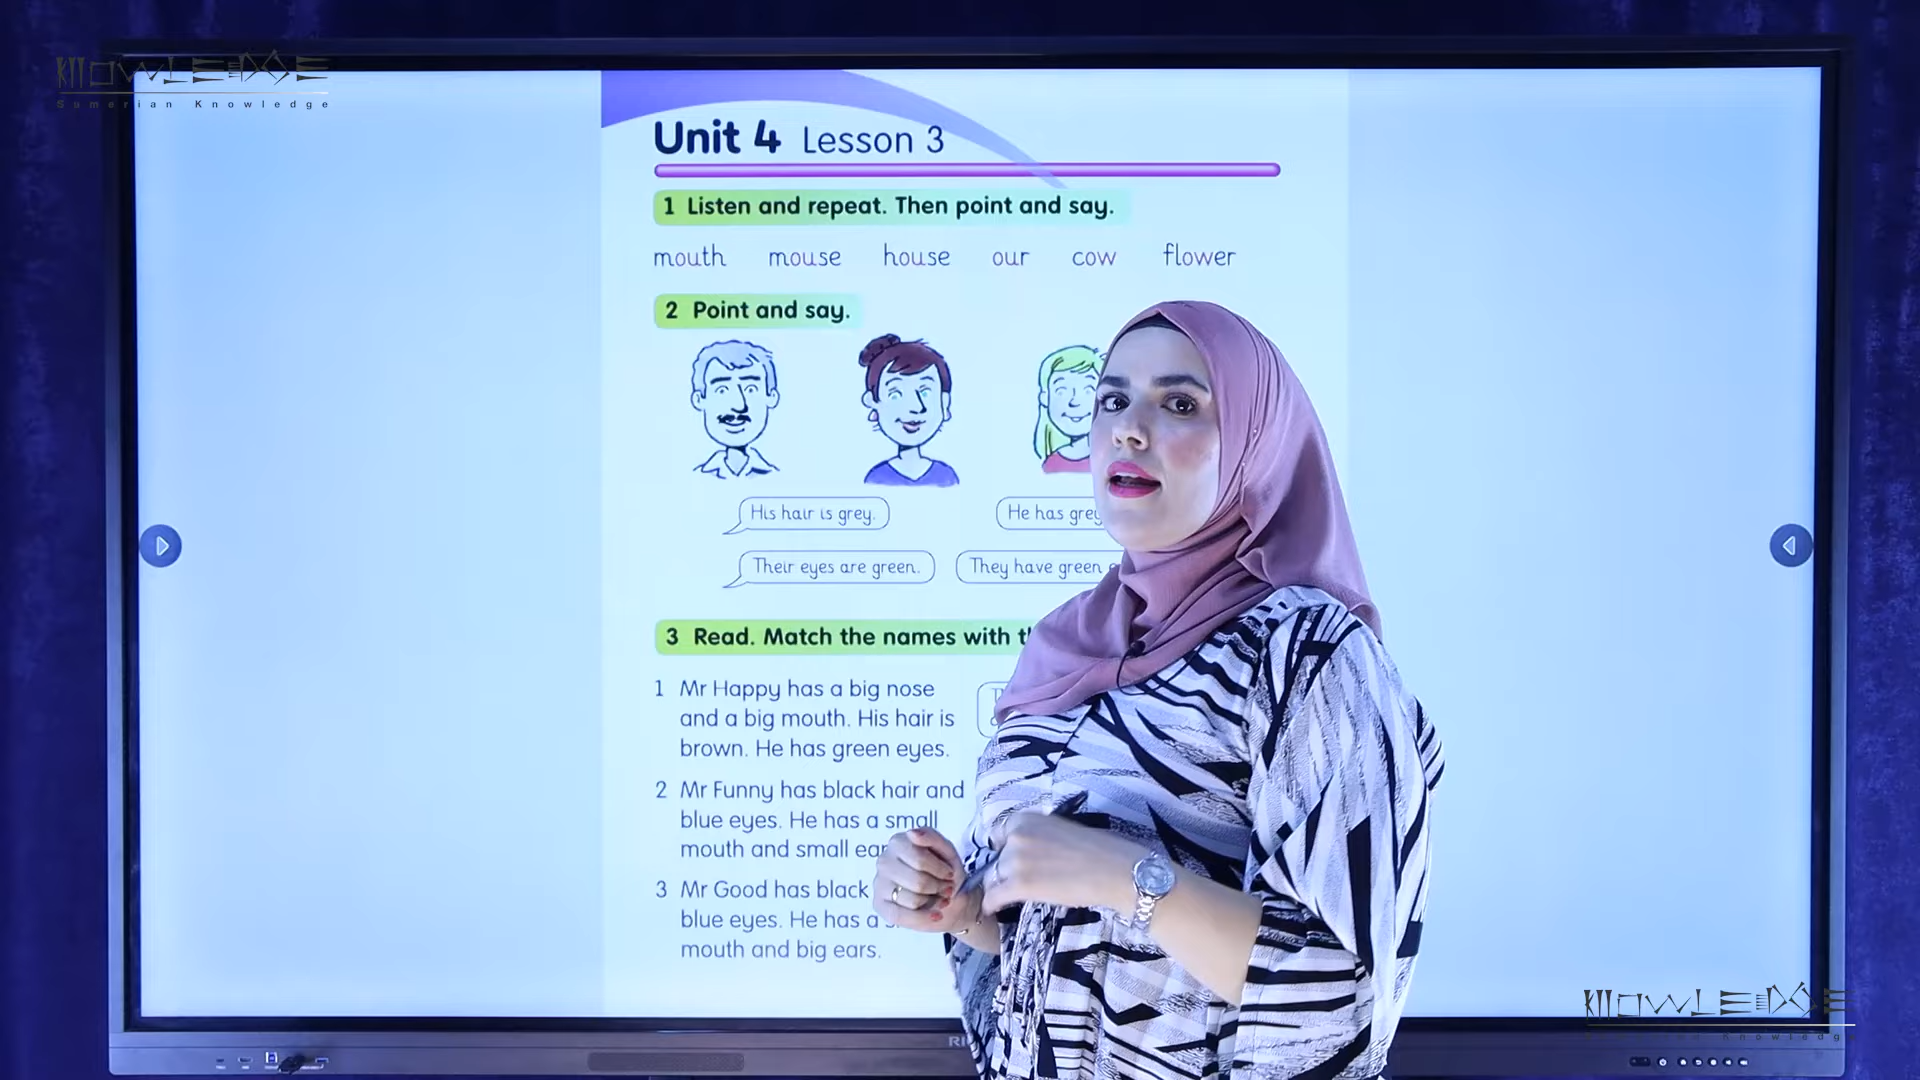 KNOWLEDGE
Sumerian Knowledge
Unit 4 Lesson 3
1 Listen and repeat. Then point and say.
mouth mouse house our cow flower
2 Point and say.
His hair is grey. He has grey
Their eyes are green. They have green
3 Read. Match the names with
1 Mr Happy has a big nose
and a big mouth. His hair is
brown. He has green eyes.
2 Mr Funny has black hair and
blue eyes. He has a small
mouth and small
3 Mr Good has black
blue eyes. He has a
mouth and big ears.
KNOWLEDGE